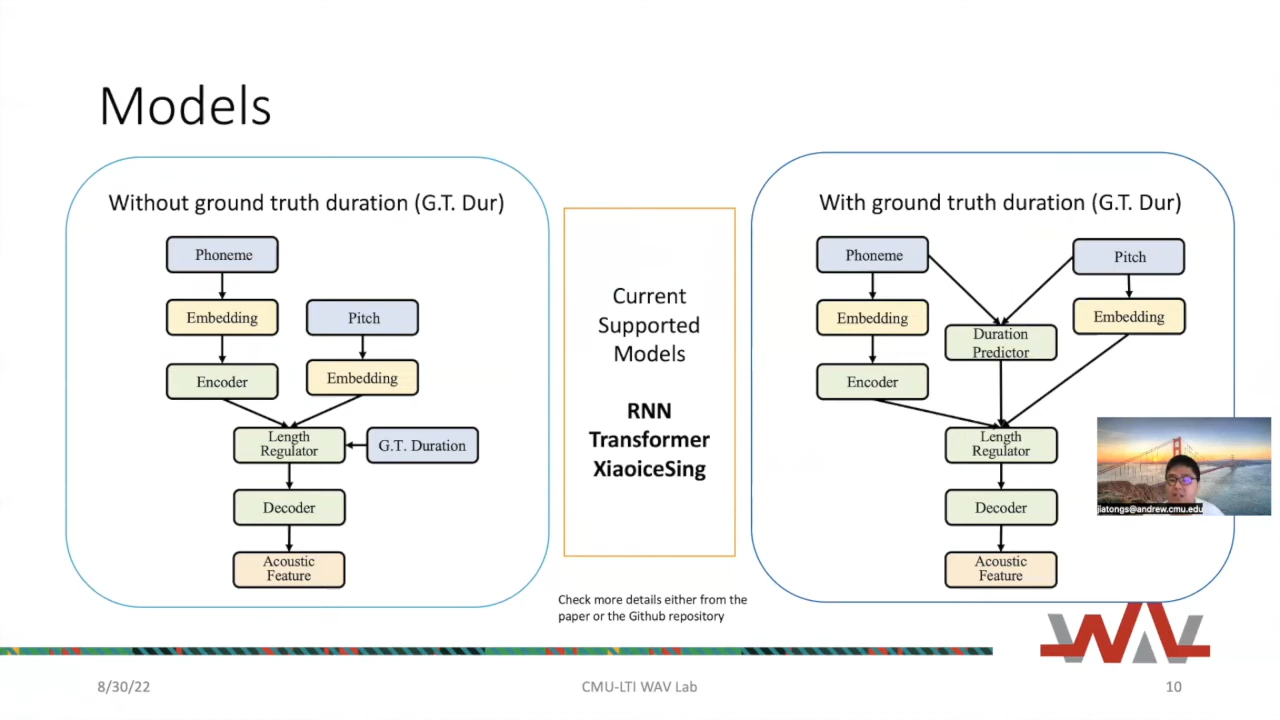 Models
Without ground truth duration (G.T. Dur)
Phoneme
Embedding
Pitch
Encoder
Embedding
Length
Regulator
G.T. Duration
Decoder
Acoustic
Feature
Current
Supported
Models
RNN
Transformer
XiaoiceSing
Check more details either from the
paper or the Github repository
With ground truth duration (G.T. Dur)
Phoneme
Pitch
Embedding
Duration
Predictor
Embedding
Encoder
Length
Regulator
Decoder
Acoustic
Feature
jiatongs@andrew.cmu.edu
WAV
8/30/22
CMU-LTI WAV Lab
10